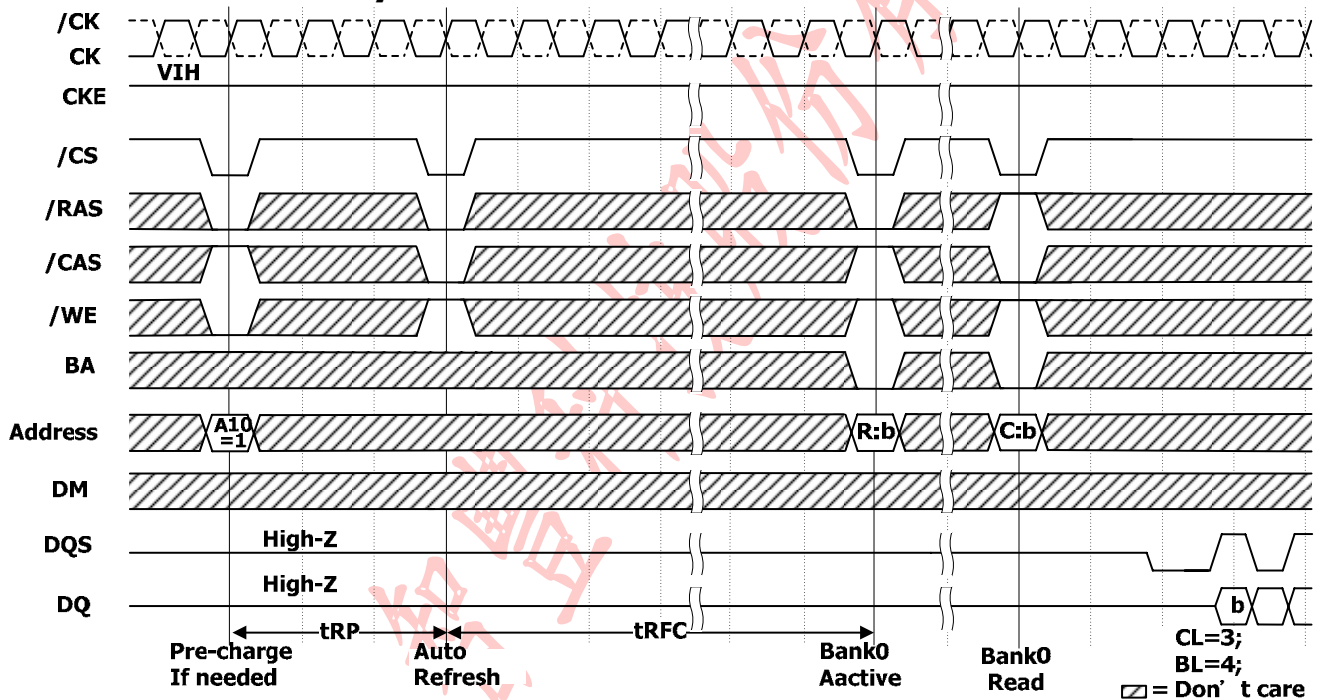 /CK
CK
VIH
CKE
/CS
/RAS
/CAS
/WE
BA
Address
A10
=1
R:b
C:b
DM
DQS
High-Z
High-Z
DQ
b
tRP
tRFC
Pre-charge
If needed
Auto
Refresh
Bank0
Aactive
Bank0
Read
CL=3;
BL=4;
= Don't care